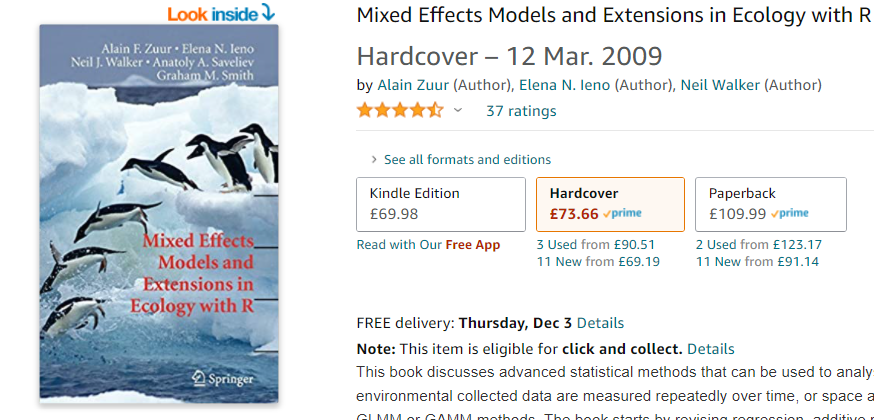 Look inside
Alain F. Zuur • Elena N. Ieno
Neil J. Walker • Anatoly A. Saveliev
Graham M. Smith
Mixed Effects
Models and
Extensions in
Ecology with R
Springer
Mixed Effects Models and Extensions in Ecology with R
Hardcover – 12 Mar. 2009
by Alain Zuur (Author), Elena N. Ieno (Author), Neil Walker (Author)
37 ratings
See all formats and editions
Kindle Edition
£69.98
Read with Our Free App
Hardcover
£73.66 prime
3 Used from £90.51
11 New from £69.19
Paperback
£109.99 prime
2 Used from £123.17
11 New from £91.14
FREE delivery: Thursday, Dec 3 Details
Note: This item is eligible for click and collect. Details
This book discusses advanced statistical methods that can be used to analys
environmental collected data are measured repeatedly over time, or space a
GLMM or GAMM methods. The book starts by revising regression, additive